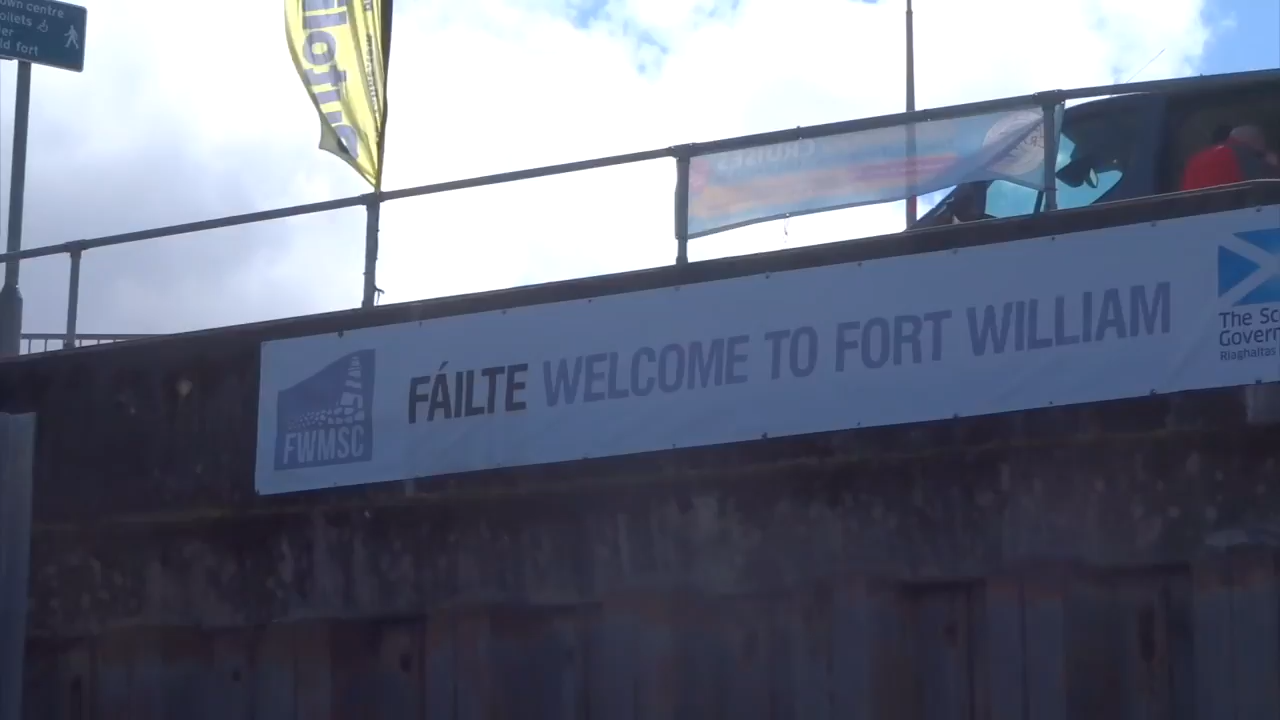 own centre
oilets
er
ld fort
CRUISES
FÁILTE WELCOME TO FORT WILLIAM
FWMSC
The Sc
Govern
Riaghaltas